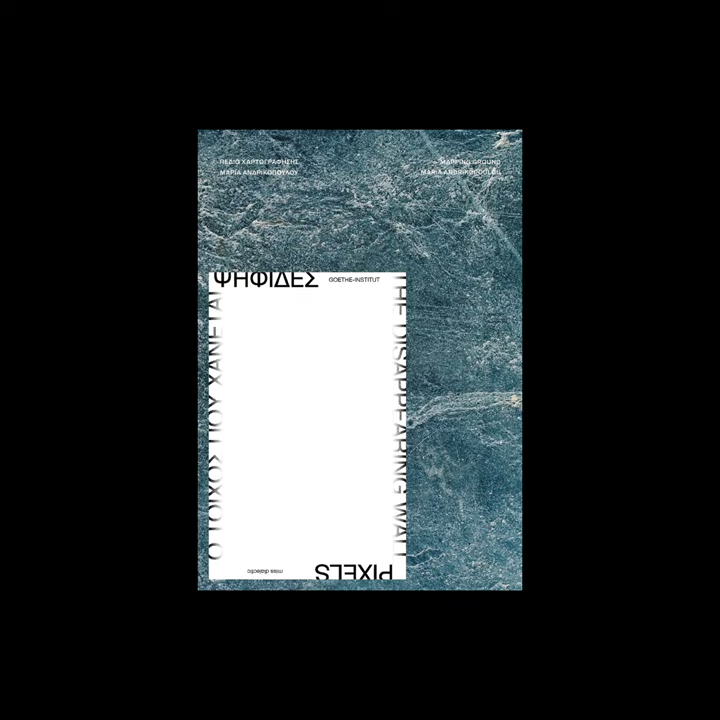 ΠΕΔΙΟ ΧΑΡΤΟΓΡΑΦΗΣΗΣ
ΜΑΡΙΑ ΑΝΔΡΙΚΟΠΟΥΛΟΥ
MAPPING GROUND
MARIA ANDRIKOPOULOU
ΨΗΦΙΔΕΣ
GOETHE-INSTITUT
Ο ΤΟΙΧΟΣ ΠΟΥ ΧΑΝΕΤΑΙ
THE DISAPPEARING WALL
miss dialectic
PIXELS